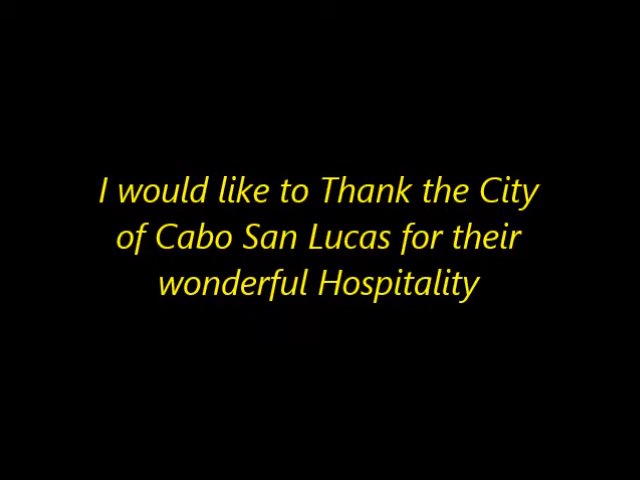 I would like to Thank the City
of Cabo San Lucas for their
wonderful Hospitality